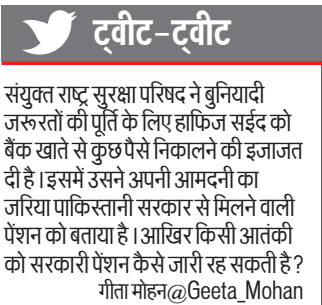 ट्वीट-ट्वीट
संयुक्त राष्ट्र सुरक्षा परिषद ने बुनियादी
जरूरतों की पूर्ति के लिए हाफिज सईद को
बैंक खाते से कुछ पैसे निकालने की इजाजत
दी है। इसमें उसने अपनी आमदनी का
जरिया पाकिस्तानी सरकार से मिलने वाली
पेंशन को बताया है। आखिर किसी आतंकी
को सरकारी पेंशन कैसे जारी रह सकती है?
गीता मोहन@Geeta_Mohan